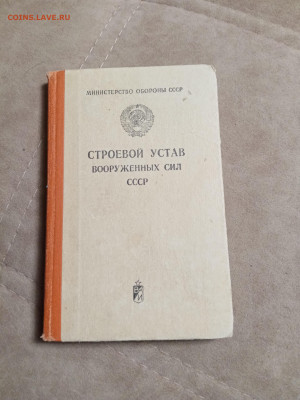 COINS.LAVE.RU
МИНИСТЕРСТВО ОБОРОНЫ СССР
СТРОЕВОЙ УСТАВ
ВООРУЖЕННЫХ СИЛ
СССР